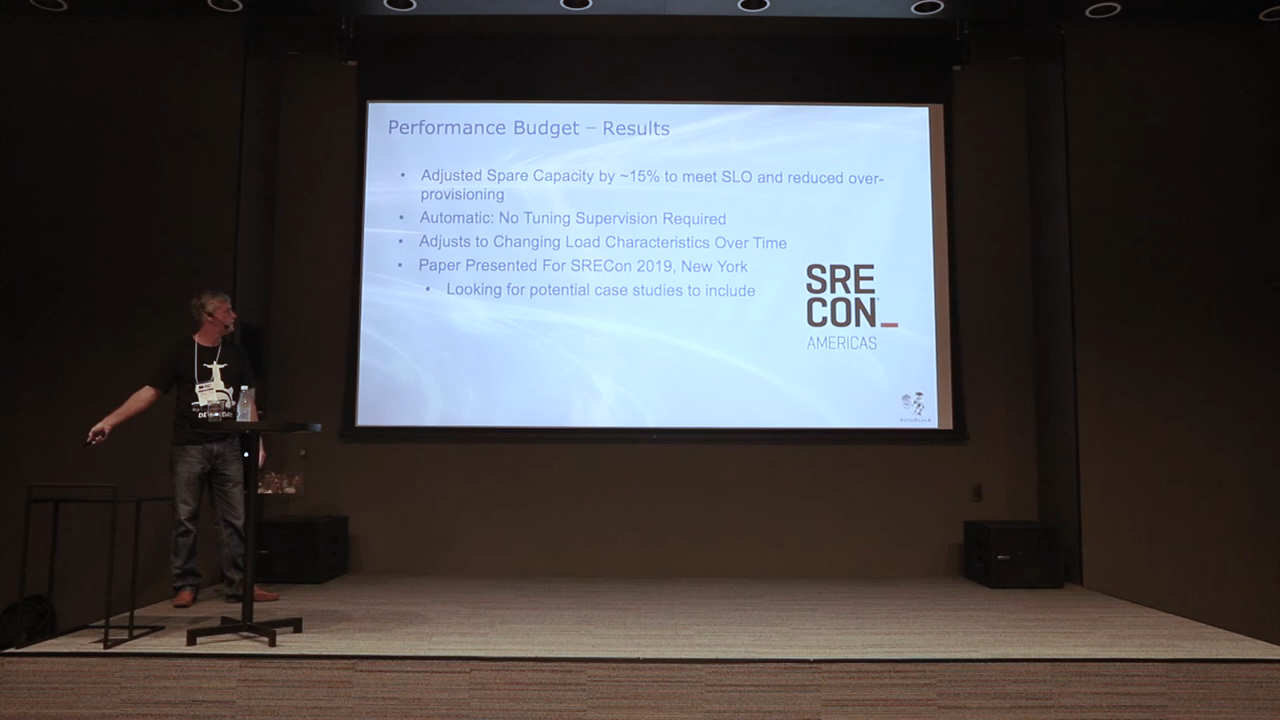 Performance Budget – Results
• Adjusted Spare Capacity by ~15% to meet SLO and reduced over-
provisioning
• Automatic: No Tuning Supervision Required
• Adjusts to Changing Load Characteristics Over Time
• Paper Presented For SRECon 2019, New York
• Looking for potential case studies to include
SRE
CON_
AMERICAS